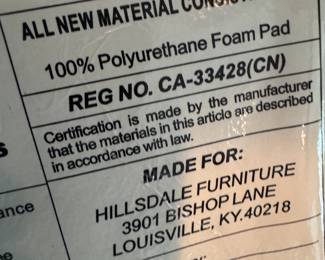 ALL NEW MATERIAL
100% Polyurethane Foam Pad
REG NO. CA-33428(CN)
Certification is made by the manufacturer
that the materials in this article are described
in accordance with law.
MADE FOR:
HILLSDALE FURNITURE
3901 BISHOP LANE
LOUISVILLE, KY.40218